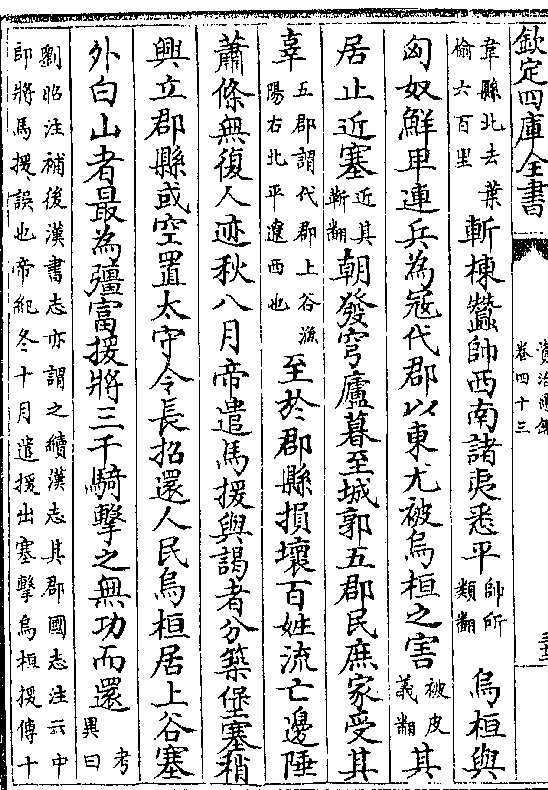 欽定四庫全書
資治通鑑
卷四十三
韋縣北去葉
榆六百里
斬棟蠶帥西南諸夷悉平
帥所
類翻
烏桓與
匈奴鮮卑連兵為寇代郡以東尤被烏桓之害
被皮
義翻
其
居止近塞
近其
靳翻
朝發穹廬暮至城郭五郡民庶家受其
辜
五郡謂代郡上谷漁
陽右北平遼西也
至於郡縣損壞百姓流亡邊陲
蕭條無復人迹秋八月帝遣馬援與謁者分築堡塞稍
興立郡縣或空置太守令長招還人民烏桓居上谷塞
外白山者最為彊富援將三千騎擊之無功而還
考
異曰
劉昭注補後漢書志亦謂之續漢志其郡國志注云中
郎將馬援誤也帝紀冬十月遣援出塞擊烏桓援傳十